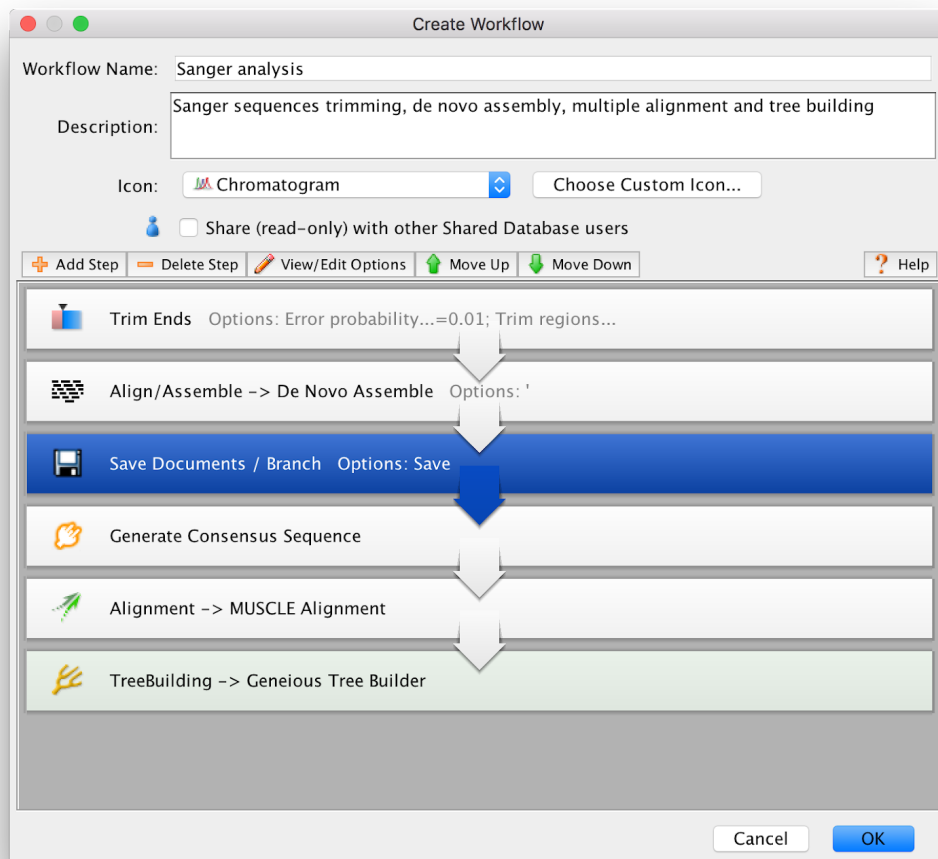 Create Workflow
Workflow Name: Sanger analysis
Description: Sanger sequences trimming, de novo assembly, multiple alignment and tree building
Icon: Chromatogram Choose Custom Icon...
Share (read-only) with other Shared Database users
Add Step Delete Step View/Edit Options Move Up Move Down ? Help
Trim Ends Options: Error probability...=0.01; Trim regions...
Align/Assemble -> De Novo Assemble Options: '
Save Documents / Branch Options: Save
Generate Consensus Sequence
Alignment -> MUSCLE Alignment
TreeBuilding -> Geneious Tree Builder
Cancel OK